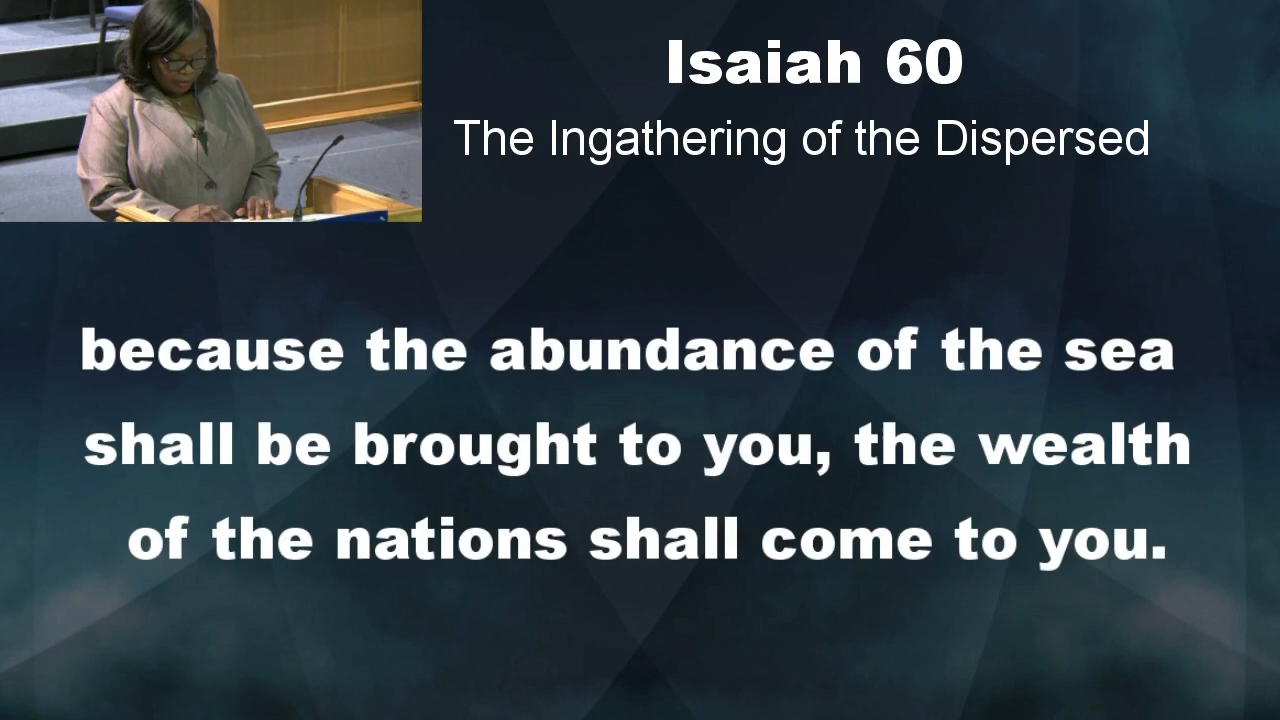 Isaiah 60
The Ingathering of the Dispersed
because the abundance of the sea
shall be brought to you, the wealth
of the nations shall come to you.